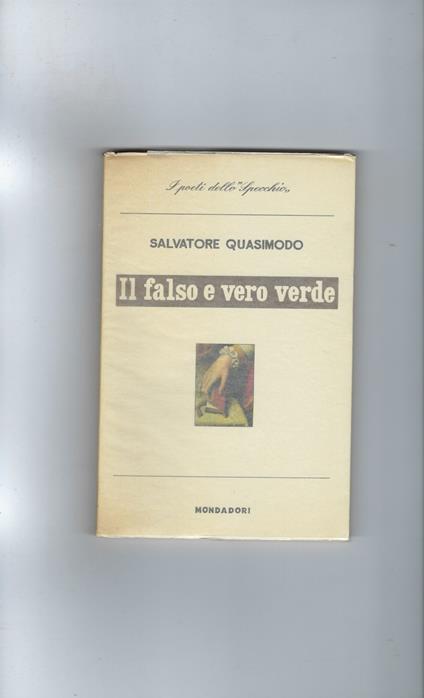 I poeti dello "Specchio"
SALVATORE QUASIMODO
Il falso e vero verde
MONDADORI